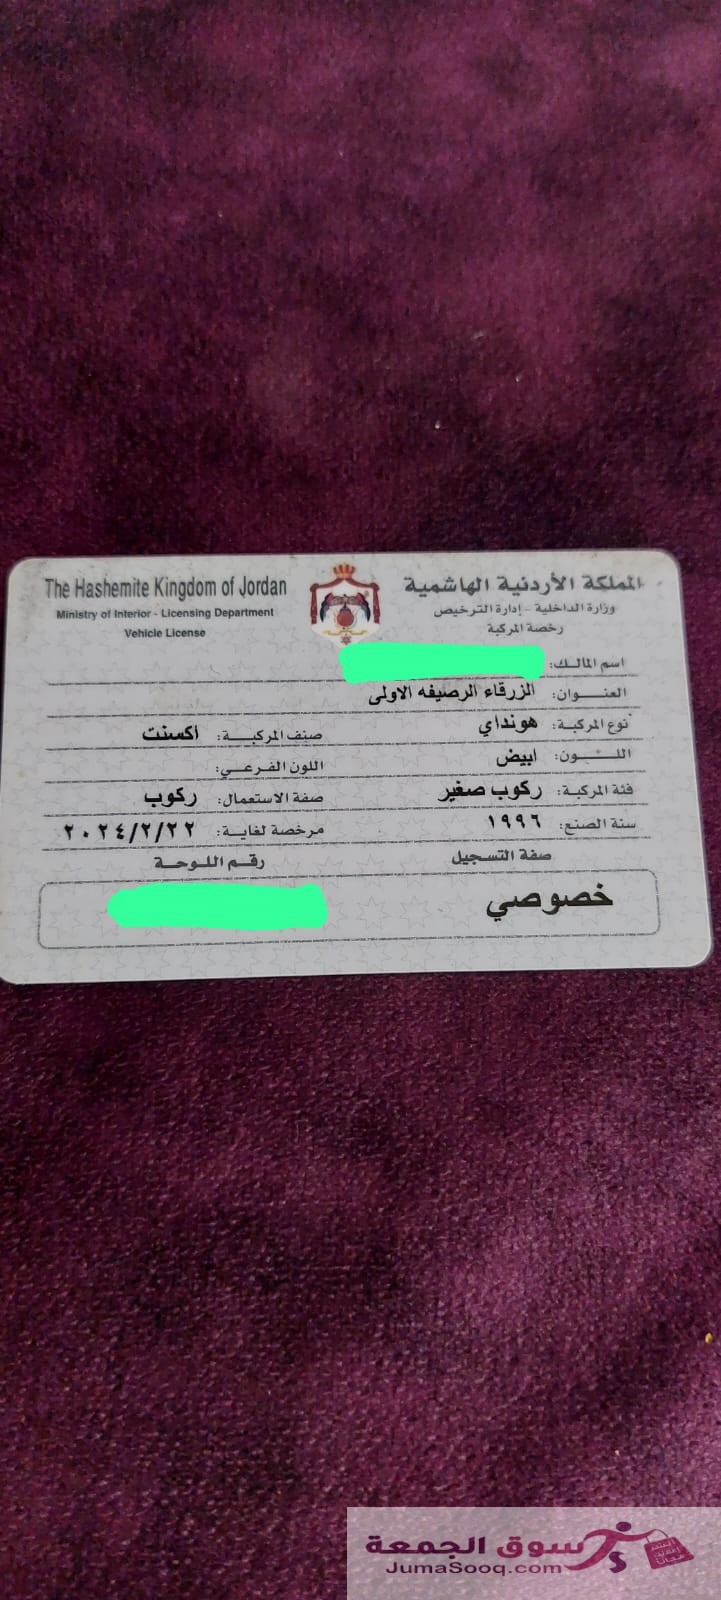 The Hashemite Kingdom of Jordan
Ministry of Interior - Licensing Department
Vehicle License
المملكة الأردنية الهاشمية
وزارة الداخلية - إدارة الترخيص
رخصة المركبة
اسم المالك:
العنوان: الزرقاء الرصيفه الاولى
نوع المركبة: هونداي صنف المركبة: اكسنت
اللون: ابيض اللون الفرعي:
فئة المركبة: ركوب صغير صفة الاستعمال: ركوب
سنة الصنع: ١٩٩٦ مرخصة لغاية: ٢٠٢٤/٢/٢٢
صفة التسجيل رقم اللوحة
خصوصي
سوق الجمعة
JumaSooq.com